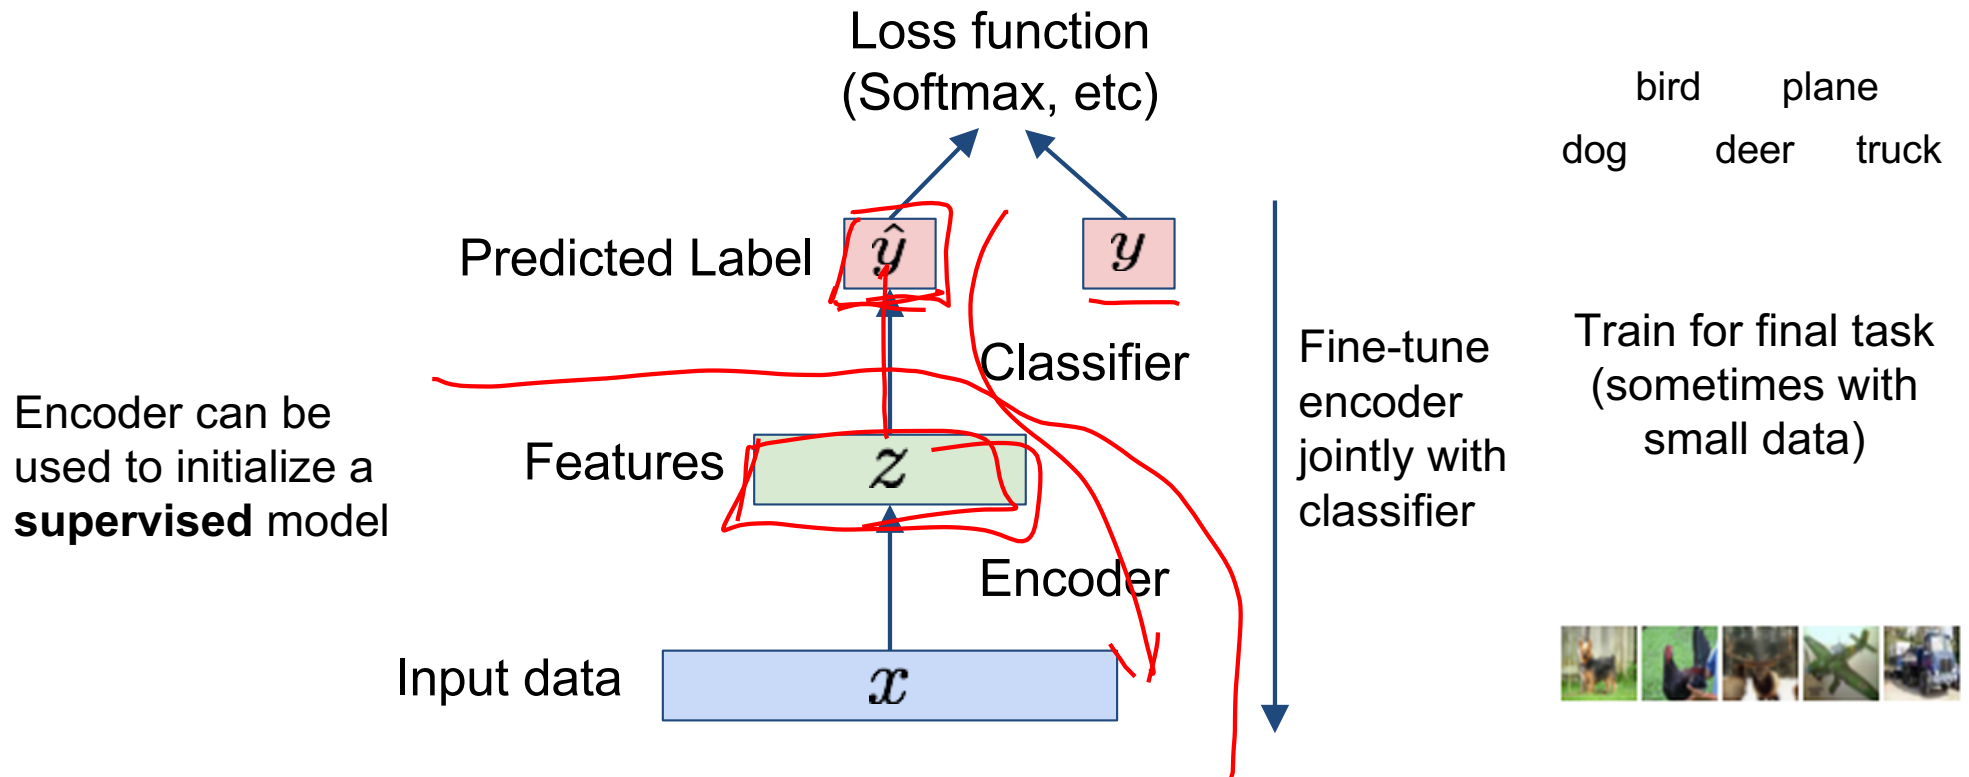 Loss function
(Softmax, etc)
bird plane
dog deer truck
Predicted Label
ŷ
y
Classifier
Encoder can be
used to initialize a
supervised model
Features
z
Fine-tune
encoder
jointly with
classifier
Train for final task
(sometimes with
small data)
Encoder
Input data
x